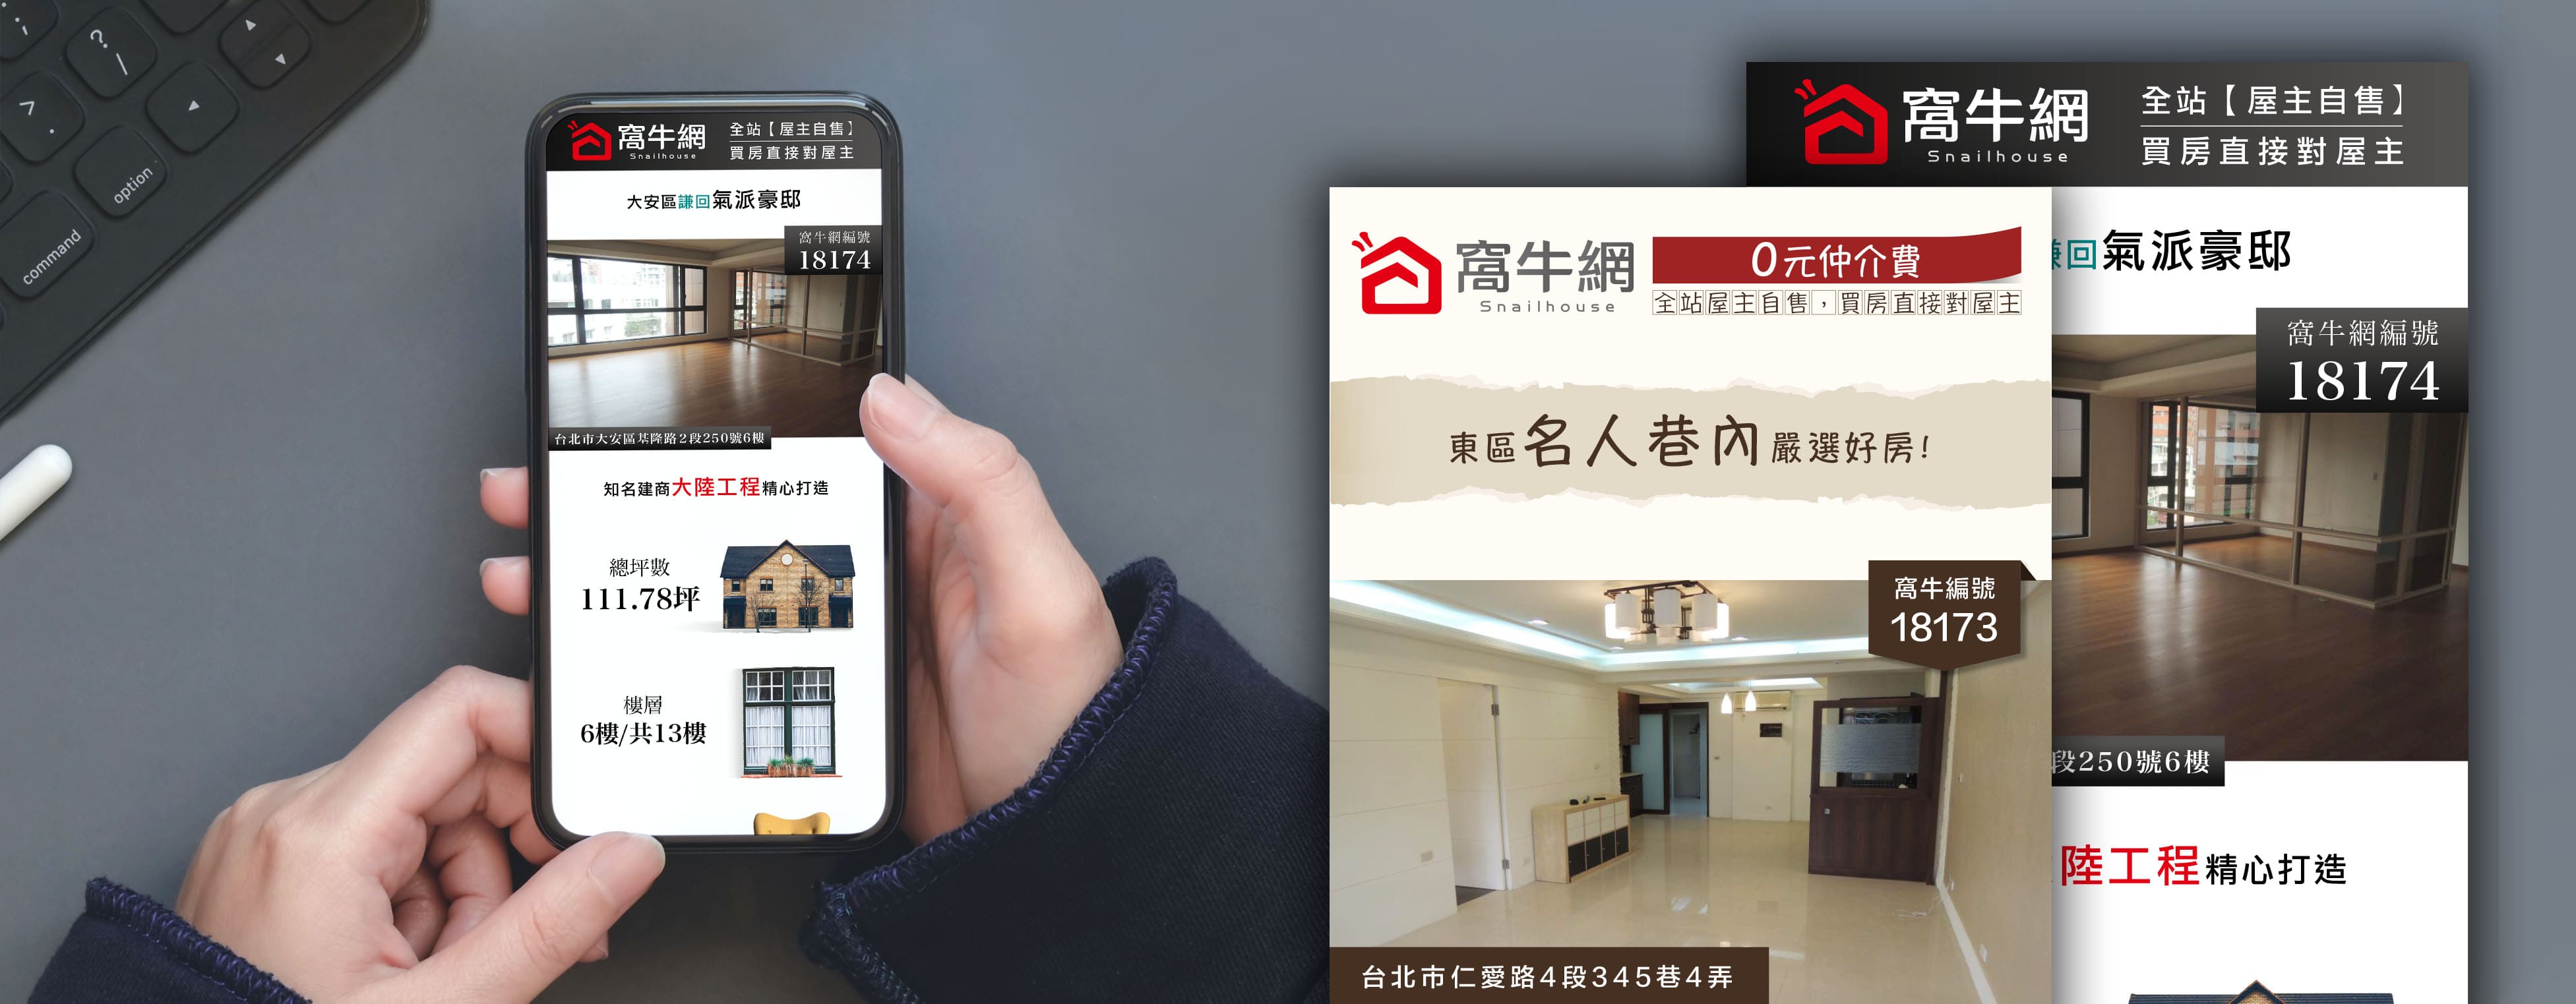 ?
/
>
.
option
command
窩牛網
Snailhouse
全站【屋主自售】
買房直接對屋主
大安區謙回氣派豪邸
窩牛網編號
18174
台北市大安區基隆路2段250號6樓
知名建商大陸工程精心打造
總坪數
111.78坪
樓層
6樓/共13樓
窩牛網
Snailhouse
0元仲介費
全站屋主自售，買房直接對屋主
東區名人巷內嚴選好房!
窩牛編號
18173
台北市仁愛路4段345巷4弄
窩牛網
Snailhouse
全站【屋主自售】
買房直接對屋主
回氣派豪邸
窩牛網編號
18174
段250號6樓
陸工程精心打造